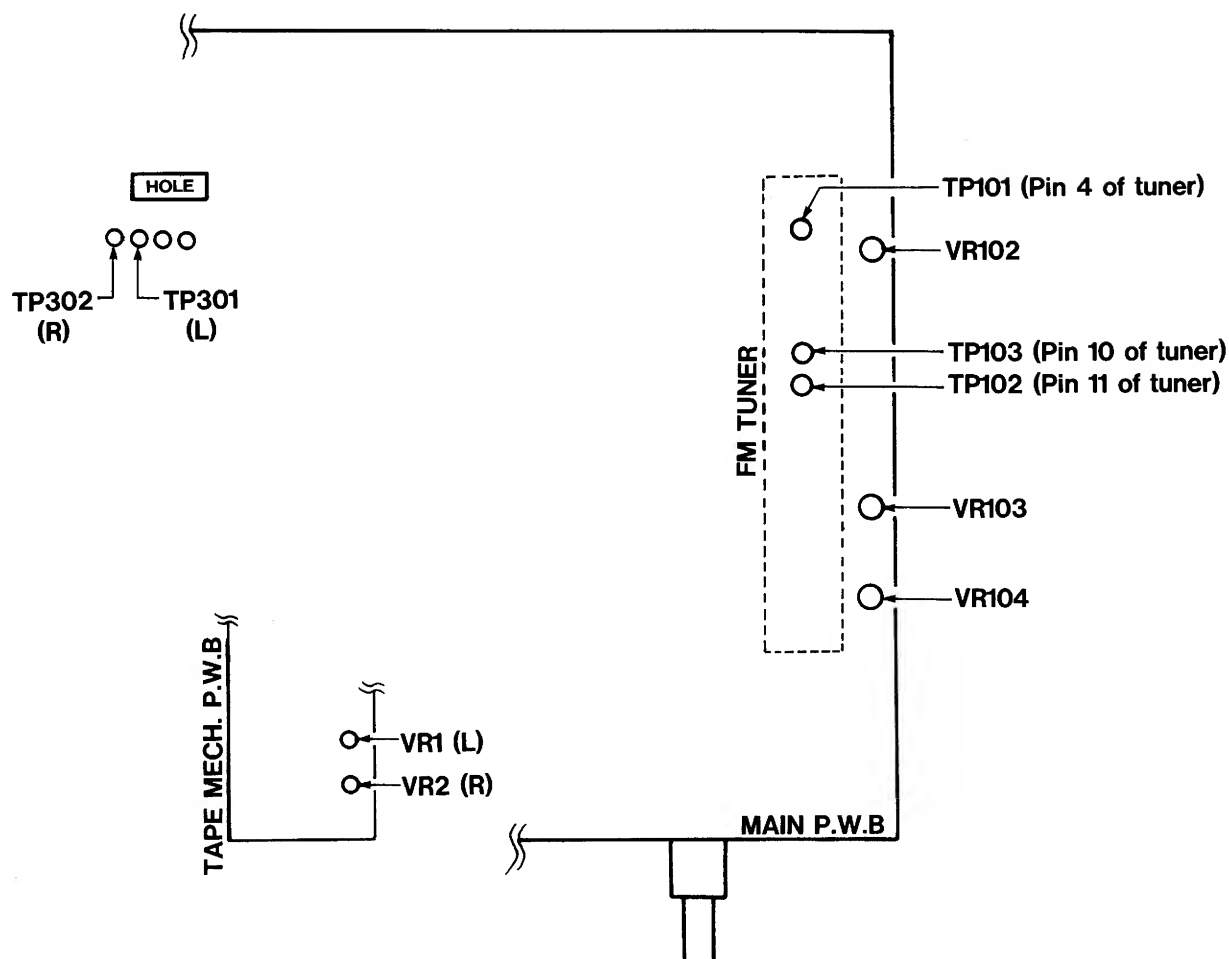 HOLE
TP302
(R)
TP301
(L)
TP101 (Pin 4 of tuner)
VR102
TP103 (Pin 10 of tuner)
TP102 (Pin 11 of tuner)
FM TUNER
VR103
VR104
TAPE MECH. P.W.B
VR1 (L)
VR2 (R)
MAIN P.W.B